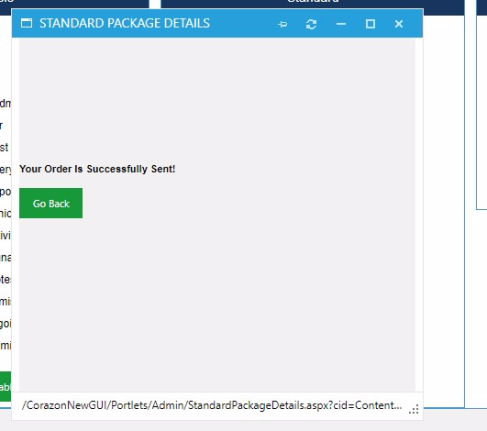 Standard
STANDARD PACKAGE DETAILS
Your Order Is Successfully Sent!
Go Back
/CorazonNewGUI/Portlets/Admin/StandardPackageDetails.aspx?cid=Content...